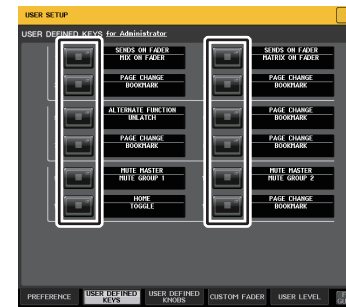 USER SETUP
USER DEFINED KEYS for Administrator
SENDS ON FADER
MIX ON FADER
SENDS ON FADER
MATRIX ON FADER
PAGE CHANGE
BOOKMARK
PAGE CHANGE
BOOKMARK
ALTERNATE FUNCTION
UNLATCH
PAGE CHANGE
BOOKMARK
PAGE CHANGE
BOOKMARK
PAGE CHANGE
BOOKMARK
MUTE MASTER
MUTE GROUP 1
MUTE MASTER
MUTE GROUP 2
HOME
TOGGLE
PAGE CHANGE
BOOKMARK
PREFERENCE
USER DEFINED
KEYS
USER DEFINED
KNOBS
CUSTOM FADER
USER LEVEL